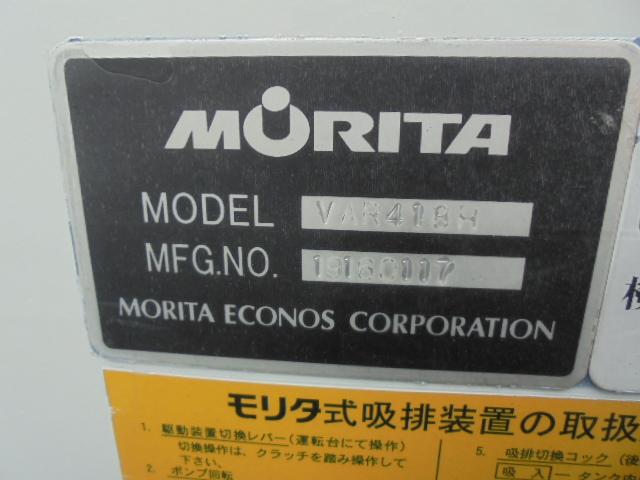 MORITA
MODEL VAN418H
MFG.NO. 1916C117
MORITA ECONOS CORPORATION
モリタ式吸排装置の取扱
1. 駆動装置切換レバー(運転台にて操作)
切換操作は、クラッチを踏み操作して
下さい。
2. ポンプ回転
5. 吸排切換コック(後
吸入 ― タンク内